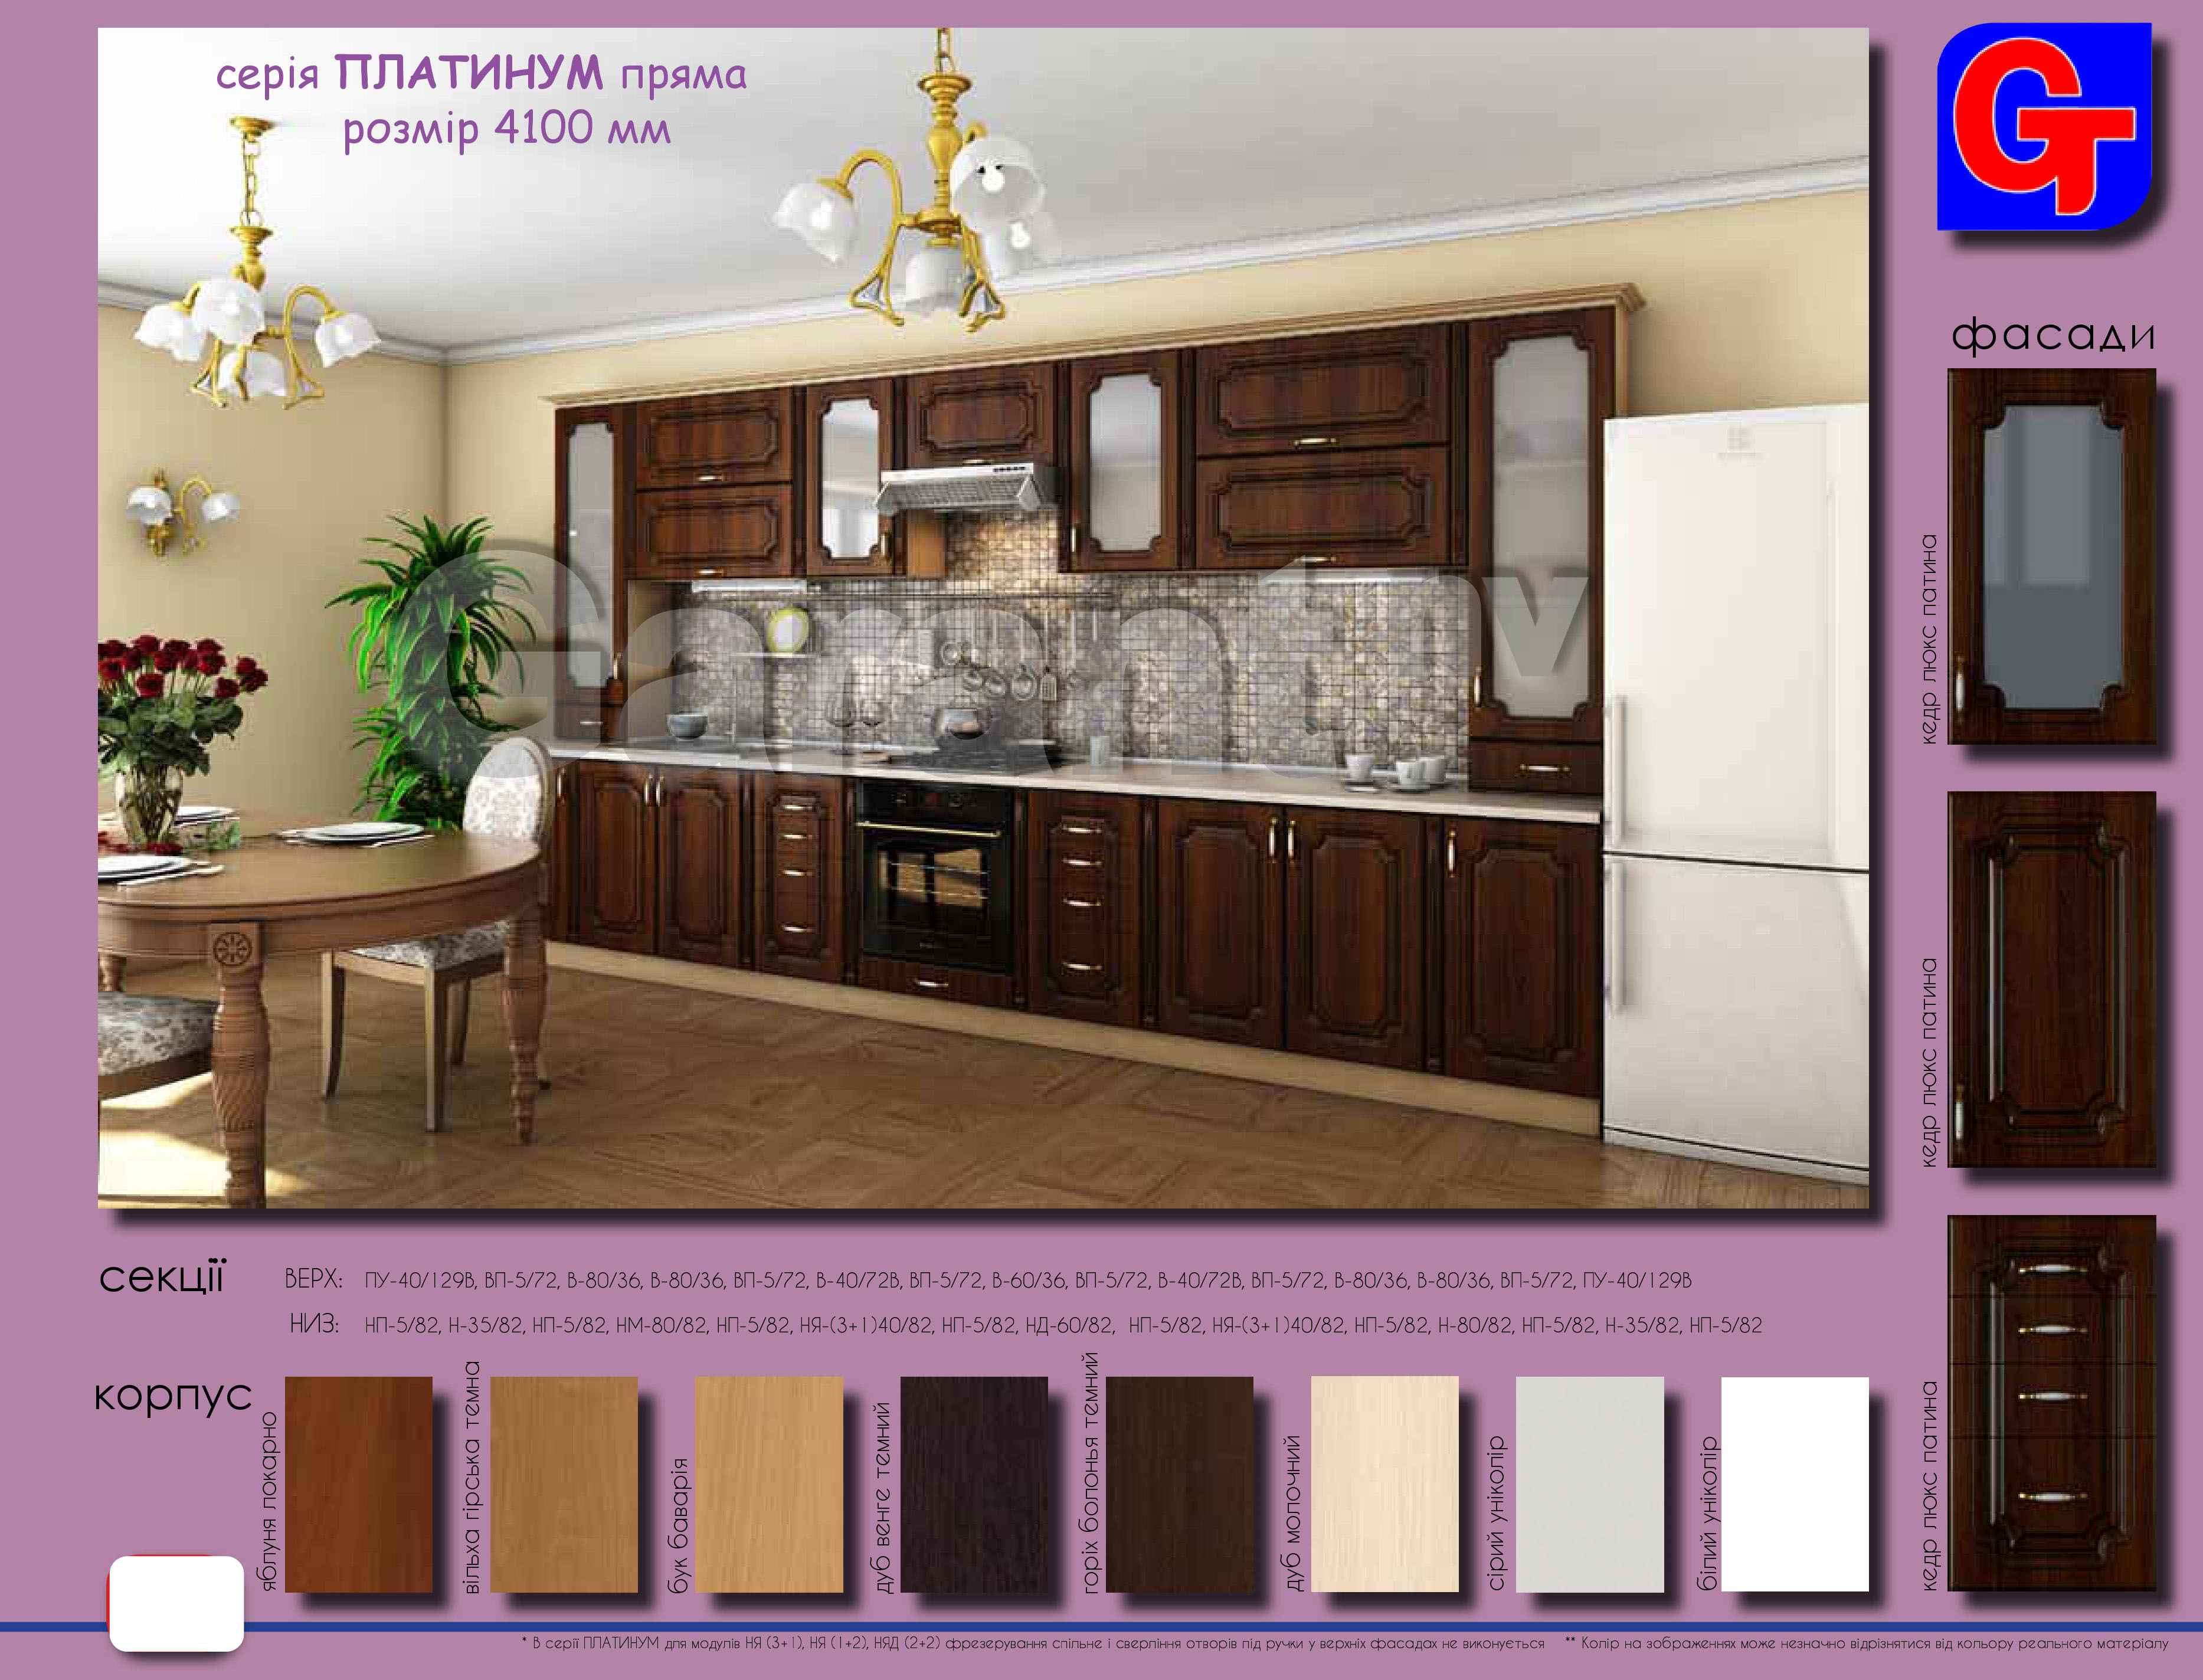 серія ПЛАТИНУМ пряма
розмір 4100 мм
GT
фасади
кедр люкс патина
кедр люкс патина
кедр люкс патина
Garant nv
секції
ВЕРХ: ПУ-40/129В, ВП-5/72, В-80/36, В-80/36, ВП-5/72, В-40/72В, ВП-5/72, В-60/36, ВП-5/72, В-40/72В, ВП-5/72, В-80/36, В-80/36, ВП-5/72, ПУ-40/129В
НИЗ: НП-5/82, Н-35/82, НП-5/82, НМ-80/82, НП-5/82, НЯ-(3+1)40/82, НП-5/82, НД-60/82, НП-5/82, НЯ-(3+1)40/82, НП-5/82, Н-80/82, НП-5/82, Н-35/82, НП-5/82
корпус
яблуня локарно
вільха гірська темна
бук баварія
дуб венге темний
горіх болонья темний
дуб молочний
сірий уніколір
білий уніколір
* В серії ПЛАТИНУМ для модулів НЯ (3+1), НЯ (1+2), НЯД (2+2) фрезерування спільне і сверління отворів під ручки у верхніх фасадах не виконується ** Колір на зображеннях може незначно відрізнятися від кольору реального матеріалу